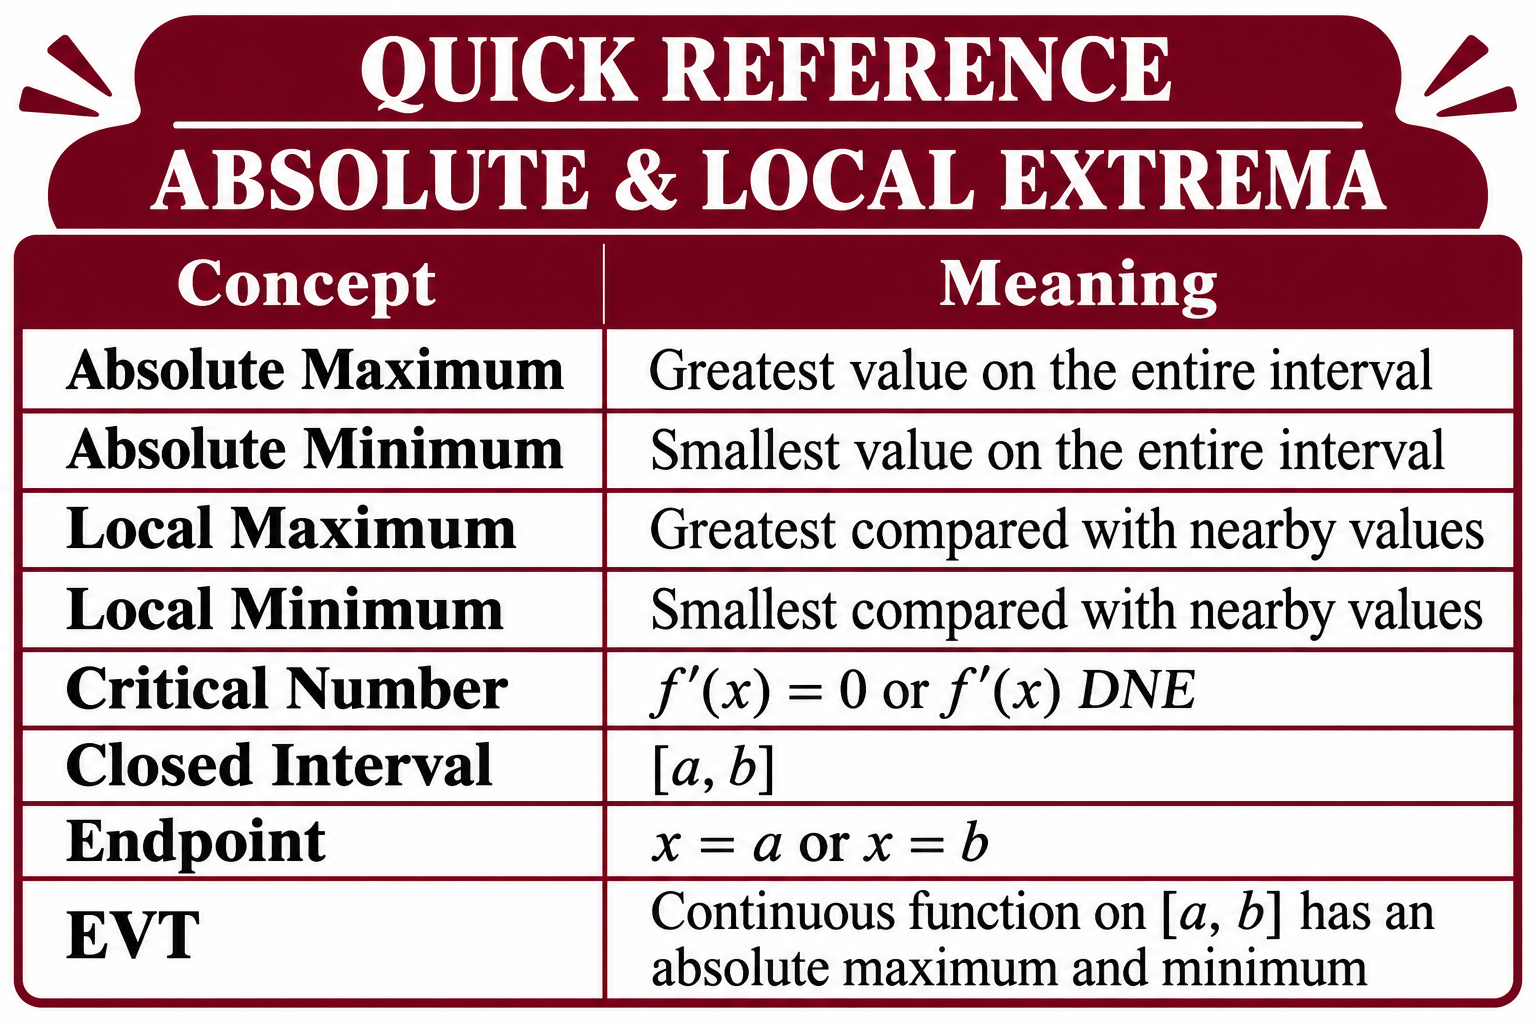 QUICK REFERENCE
ABSOLUTE & LOCAL EXTREMA
Concept
Meaning
Absolute Maximum
Greatest value on the entire interval
Absolute Minimum
Smallest value on the entire interval
Local Maximum
Greatest compared with nearby values
Local Minimum
Smallest compared with nearby values
Critical Number
f′(x) = 0 or f′(x) DNE
Closed Interval
[a, b]
Endpoint
x = a or x = b
EVT
Continuous function on [a, b] has an
absolute maximum and minimum